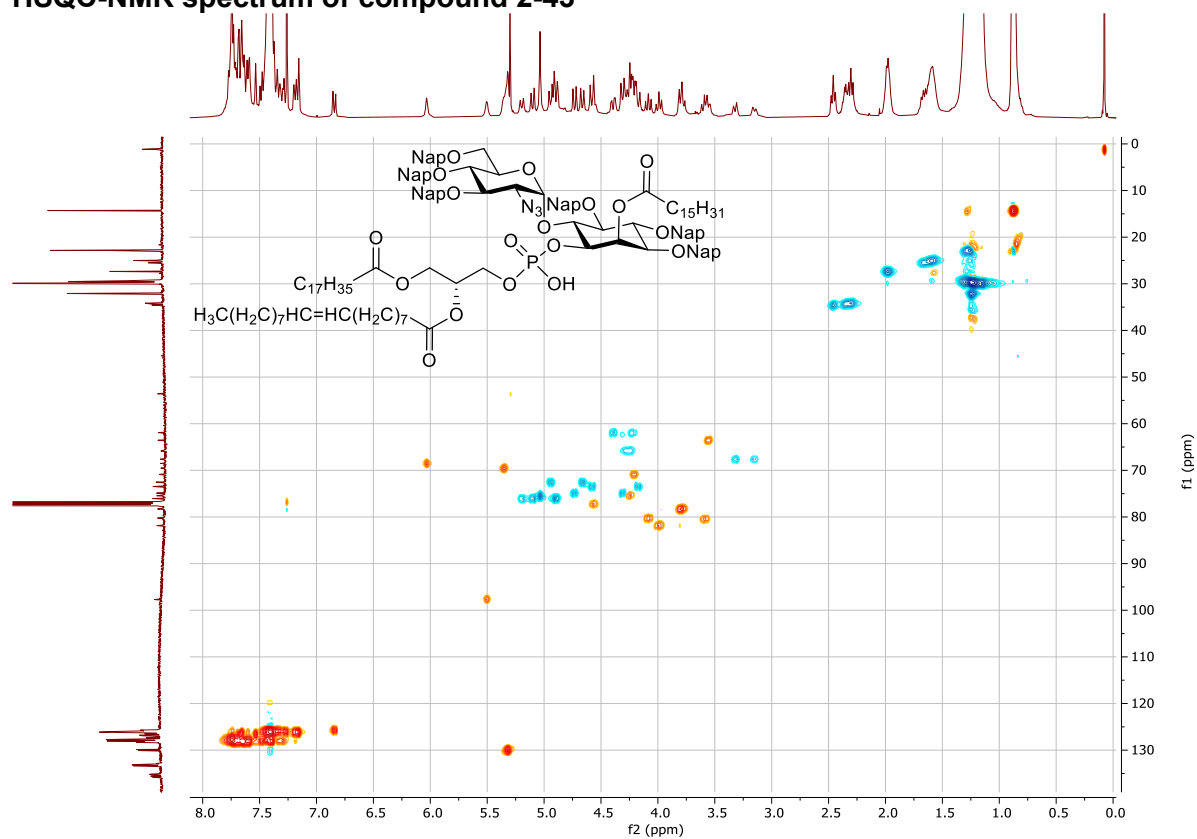 HSQC-NMR spectrum of compound 2-45
NapO
NapO
NapO
O
N3
O
NapO
O
O
C15H31
ONap
ONap
O
O
P
OH
O
O
O
C17H35
O
O
H3C(H2C)7HC=HC(H2C)7
O
0
10
20
30
40
50
60
70
80
90
100
110
120
130
f1 (ppm)
8.0 7.5 7.0 6.5 6.0 5.5 5.0 4.5 4.0 3.5 3.0 2.5 2.0 1.5 1.0 0.5 0.0
f2 (ppm)